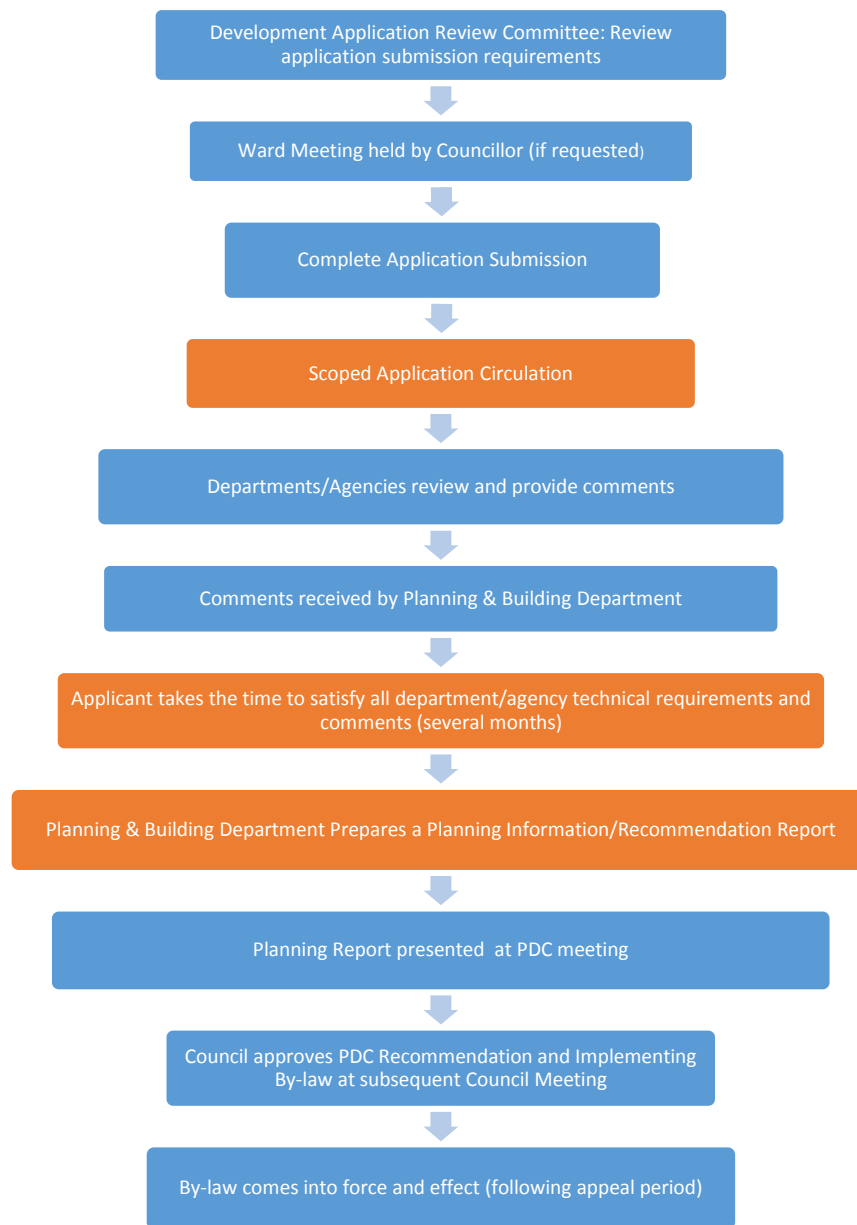 Development Application Review Committee: Review
application submission requirements
Ward Meeting held by Councillor (if requested)
Complete Application Submission
Scoped Application Circulation
Departments/Agencies review and provide comments
Comments received by Planning & Building Department
Applicant takes the time to satisfy all department/agency technical requirements and
comments (several months)
Planning & Building Department Prepares a Planning Information/Recommendation Report
Planning Report presented at PDC meeting
Council approves PDC Recommendation and Implementing
By-law at subsequent Council Meeting
By-law comes into force and effect (following appeal period)